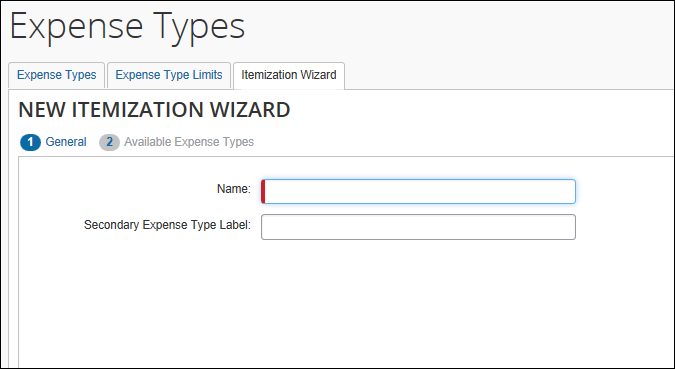 Expense Types
Expense Types Expense Type Limits Itemization Wizard
NEW ITEMIZATION WIZARD
1 General 2 Available Expense Types
Name:
Secondary Expense Type Label: